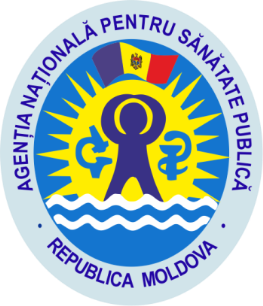 AGENȚIA NAȚIONALĂ PENTRU SĂNĂTATE PUBLICĂ
· REPUBLICA MOLDOVA ·